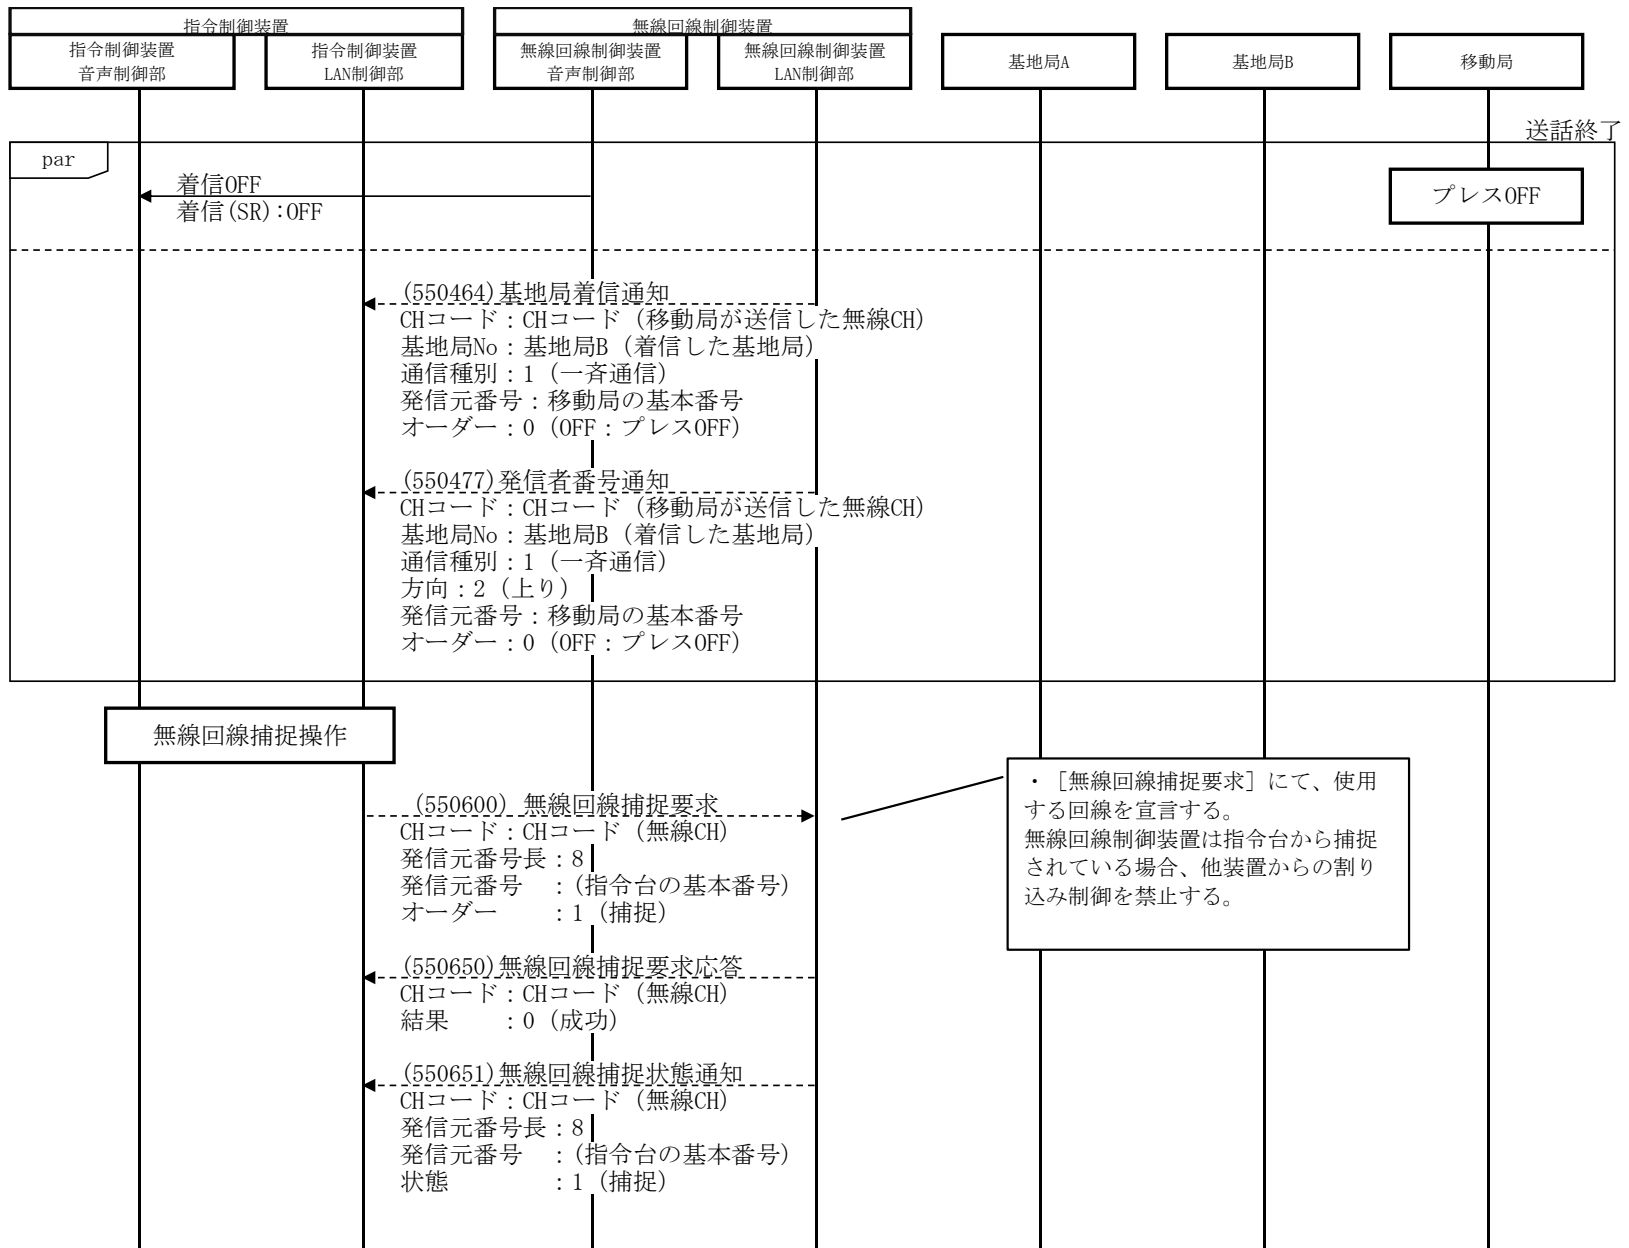 指令制御装置
無線回線制御装置
指令制御装置
音声制御部
指令制御装置
LAN制御部
無線回線制御装置
音声制御部
無線回線制御装置
LAN制御部
基地局A
基地局B
移動局
送話終了
par
プレスOFF
着信OFF
着信(SR):OFF
(550464)基地局着信通知
CHコード：CHコード（移動局が送信した無線CH）
基地局No：基地局B（着信した基地局）
通信種別：1（一斉通信）
発信元番号：移動局の基本番号
オーダー：0（OFF：プレスOFF）
(550477)発信者番号通知
CHコード：CHコード（移動局が送信した無線CH）
基地局No：基地局B（着信した基地局）
通信種別：1（一斉通信）
方向：2（上り）
発信元番号：移動局の基本番号
オーダー：0（OFF：プレスOFF）
無線回線捕捉操作
・［無線回線捕捉要求］にて、使用
する回線を宣言する。
無線回線制御装置は指令台から捕捉
されている場合、他装置からの割り
込み制御を禁止する。
(550600) 無線回線捕捉要求
CHコード：CHコード（無線CH）
発信元番号長：8
発信元番号　：(指令台の基本番号)
オーダー　　：1（捕捉）
(550650)無線回線捕捉要求応答
CHコード：CHコード（無線CH）
結果　　：0（成功）
(550651)無線回線捕捉状態通知
CHコード：CHコード（無線CH）
発信元番号長：8
発信元番号　：(指令台の基本番号)
状態　　　　：1（捕捉）